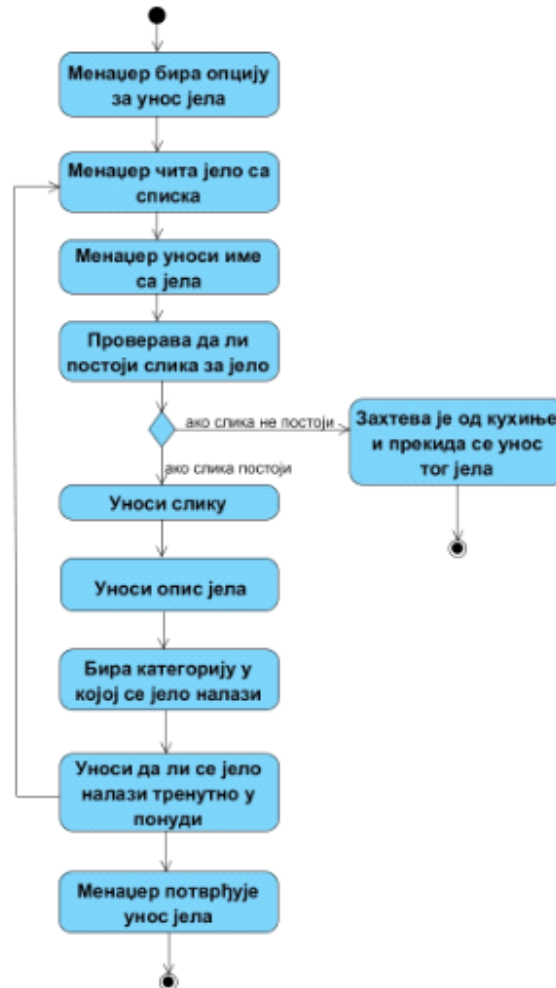 Менаџер бира опцију
за унос јела
Менаџер чита јело са
списка
Менаџер уноси име
са јела
Проверава да ли
постоји слика за јело
ако слика не постоји
Захтева је од кухиње
и прекида се унос
тог јела
ако слика постоји
Уноси слику
Уноси опис јела
Бира категорију у
којој се јело налази
Уноси да ли се јело
налази тренутно у
понуди
Менаџер потврђује
унос јела